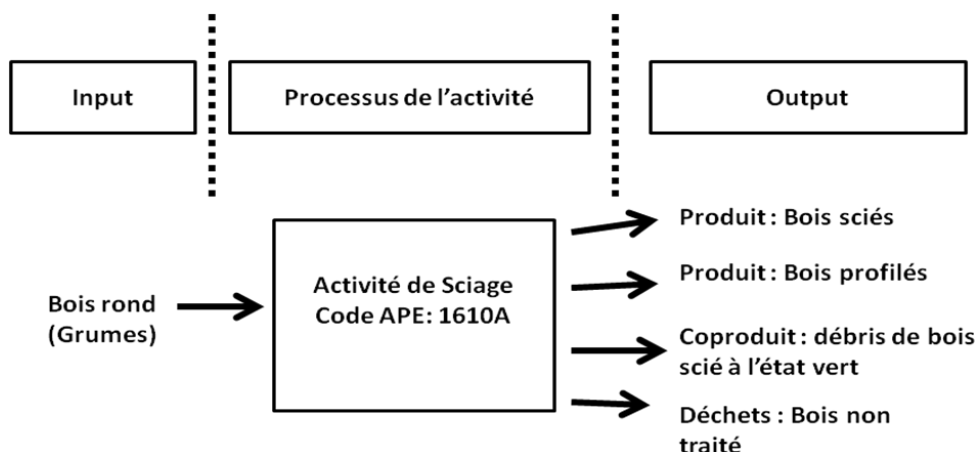 Input
Processus de l'activité
Output
Bois rond
(Grumes)
Activité de Sciage
Code APE: 1610A
Produit : Bois sciés
Produit : Bois profilés
Coproduit : débris de bois
scié à l'état vert
Déchets : Bois non
traité